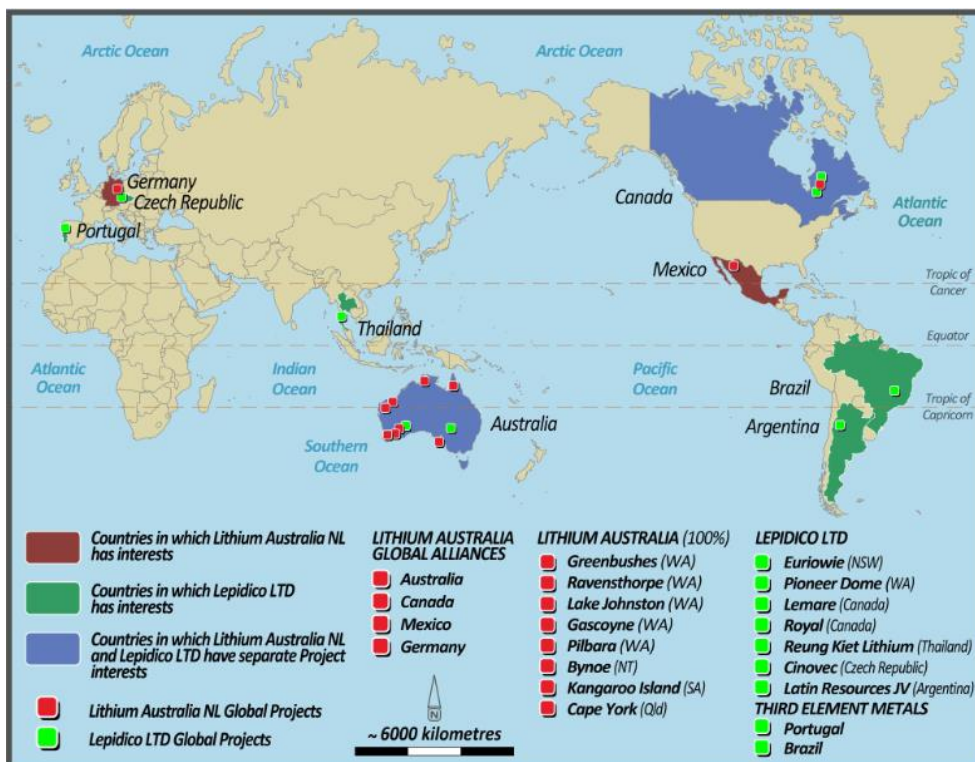 Arctic Ocean
Arctic Ocean
Germany
Czech Republic
Portugal
Canada
Atlantic
Ocean
Mexico
Tropic of
Cancer
Thailand
Equator
Atlantic
Ocean
Indian
Ocean
Pacific
Ocean
Brazil
Tropic of
Capricorn
Australia
Argentina
Southern
Ocean
Countries in which Lithium Australia NL
has interests
Countries in which Lepidico LTD
has interests
Countries in which Lithium Australia NL
and Lepidico LTD have separate Project
interests
Lithium Australia NL Global Projects
Lepidico LTD Global Projects
LITHIUM AUSTRALIA
GLOBAL ALLIANCES
Australia
Canada
Mexico
Germany
N
~ 6000 kilometres
LITHIUM AUSTRALIA (100%)
Greenbushes (WA)
Ravensthorpe (WA)
Lake Johnston (WA)
Gascoyne (WA)
Pilbara (WA)
Bynoe (NT)
Kangaroo Island (SA)
Cape York (Qld)
LEPIDICO LTD
Euriowie (NSW)
Pioneer Dome (WA)
Lemare (Canada)
Royal (Canada)
Reung Kiet Lithium (Thailand)
Cinovec (Czech Republic)
Latin Resources JV (Argentina)
THIRD ELEMENT METALS
Portugal
Brazil